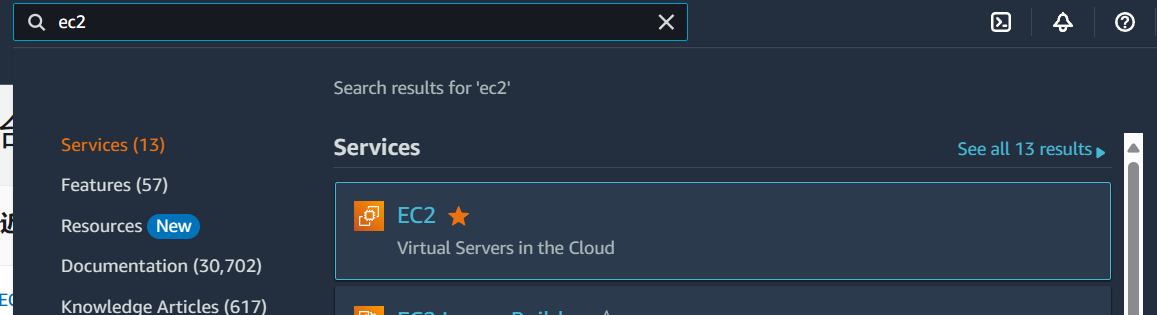 ec2
Search results for 'ec2'
Services (13)
Features (57)
Resources New
Documentation (30,702)
Knowledge Articles (617)
Services
See all 13 results
EC2
Virtual Servers in the Cloud